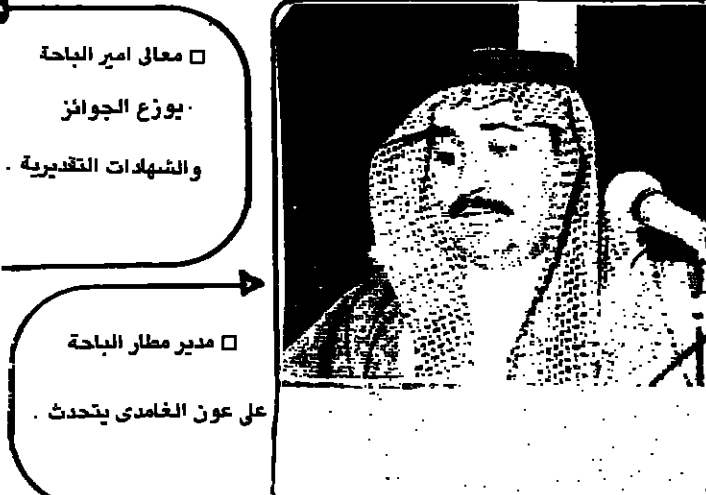 □ معالى امير الباحة
يوزع الجوائز
والشهادات التقديرية .
□ مدير مطار الباحة
على عون الغامدى يتحدث .